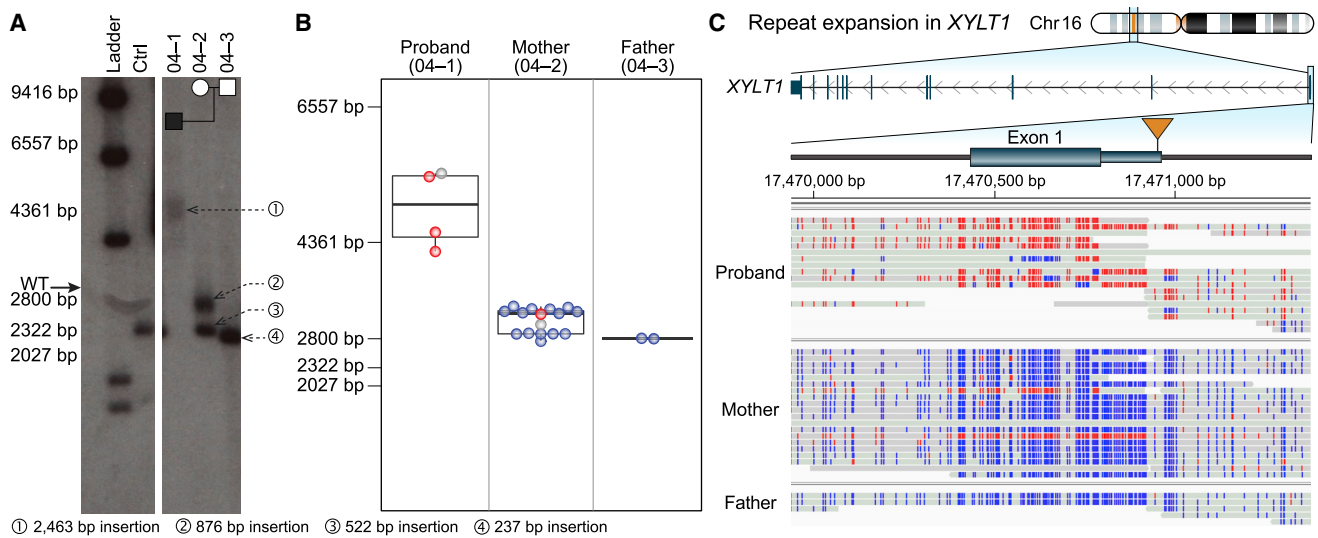 A
Ladder
Ctrl
04–1
04–2
04–3
9416 bp
6557 bp
4361 bp
WT
2800 bp
2322 bp
2027 bp
①
②
③
④
① 2,463 bp insertion ② 876 bp insertion ③ 522 bp insertion ④ 237 bp insertion
B
Proband Mother Father
(04–1) (04–2) (04–3)
6557 bp
4361 bp
2800 bp
2322 bp
2027 bp
C Repeat expansion in XYLT1 Chr 16
XYLT1
Exon 1
17,470,000 bp 17,470,500 bp 17,471,000 bp
Proband
Mother
Father